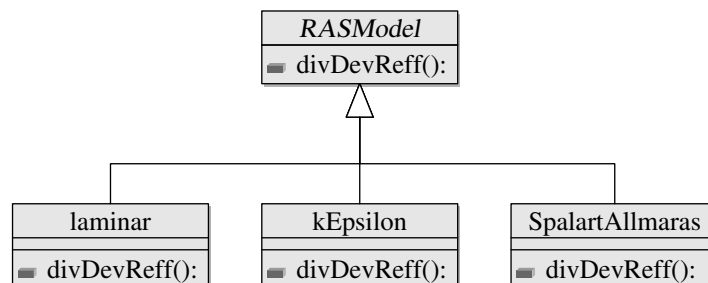 RASModel
divDevReff():
laminar
kEpsilon
SpalartAllmaras
divDevReff():
divDevReff():
divDevReff():